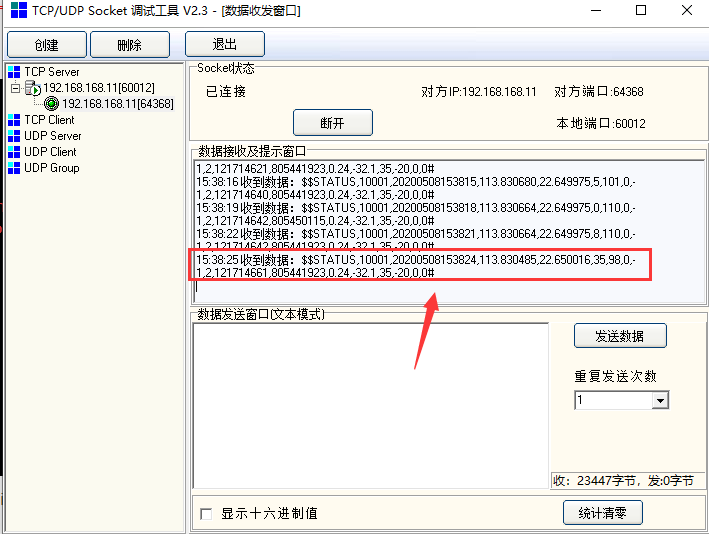 TCP/UDP Socket 调试工具 V2.3 - [数据收发窗口]
创建 删除 退出
TCP Server
192.168.168.11[60012]
192.168.168.11[64368]
TCP Client
UDP Server
UDP Client
UDP Group
Socket状态
已连接 对方IP:192.168.168.11 对方端口:64368
断开 本地端口:60012
数据接收及提示窗口
1,2,121714621,805441923,0.24,-32.1,35,-20,0,0#
15:38:16 收到数据：$$STATUS,10001,20200508153815,113.830680,22.649975,5,101,0,-
1,2,121714640,805441923,0.24,-32.1,35,-20,0,0#
15:38:19 收到数据：$$STATUS,10001,20200508153818,113.830664,22.649975,0,110,0,-
1,2,121714642,805450115,0.24,-32.1,35,-20,0,0#
15:38:22 收到数据：$$STATUS,10001,20200508153821,113.830664,22.649975,8,110,0,-
1,2,121714642,805441923,0.24,-32.1,35,-20,0,0#
15:38:25 收到数据：$$STATUS,10001,20200508153824,113.830485,22.650016,35,98,0,-
1,2,121714661,805441923,0.24,-32.1,35,-20,0,0#
数据发送窗口(文本模式)
发送数据
重复发送次数
1
收：23447字节，发:0字节
显示十六进制值
统计清零